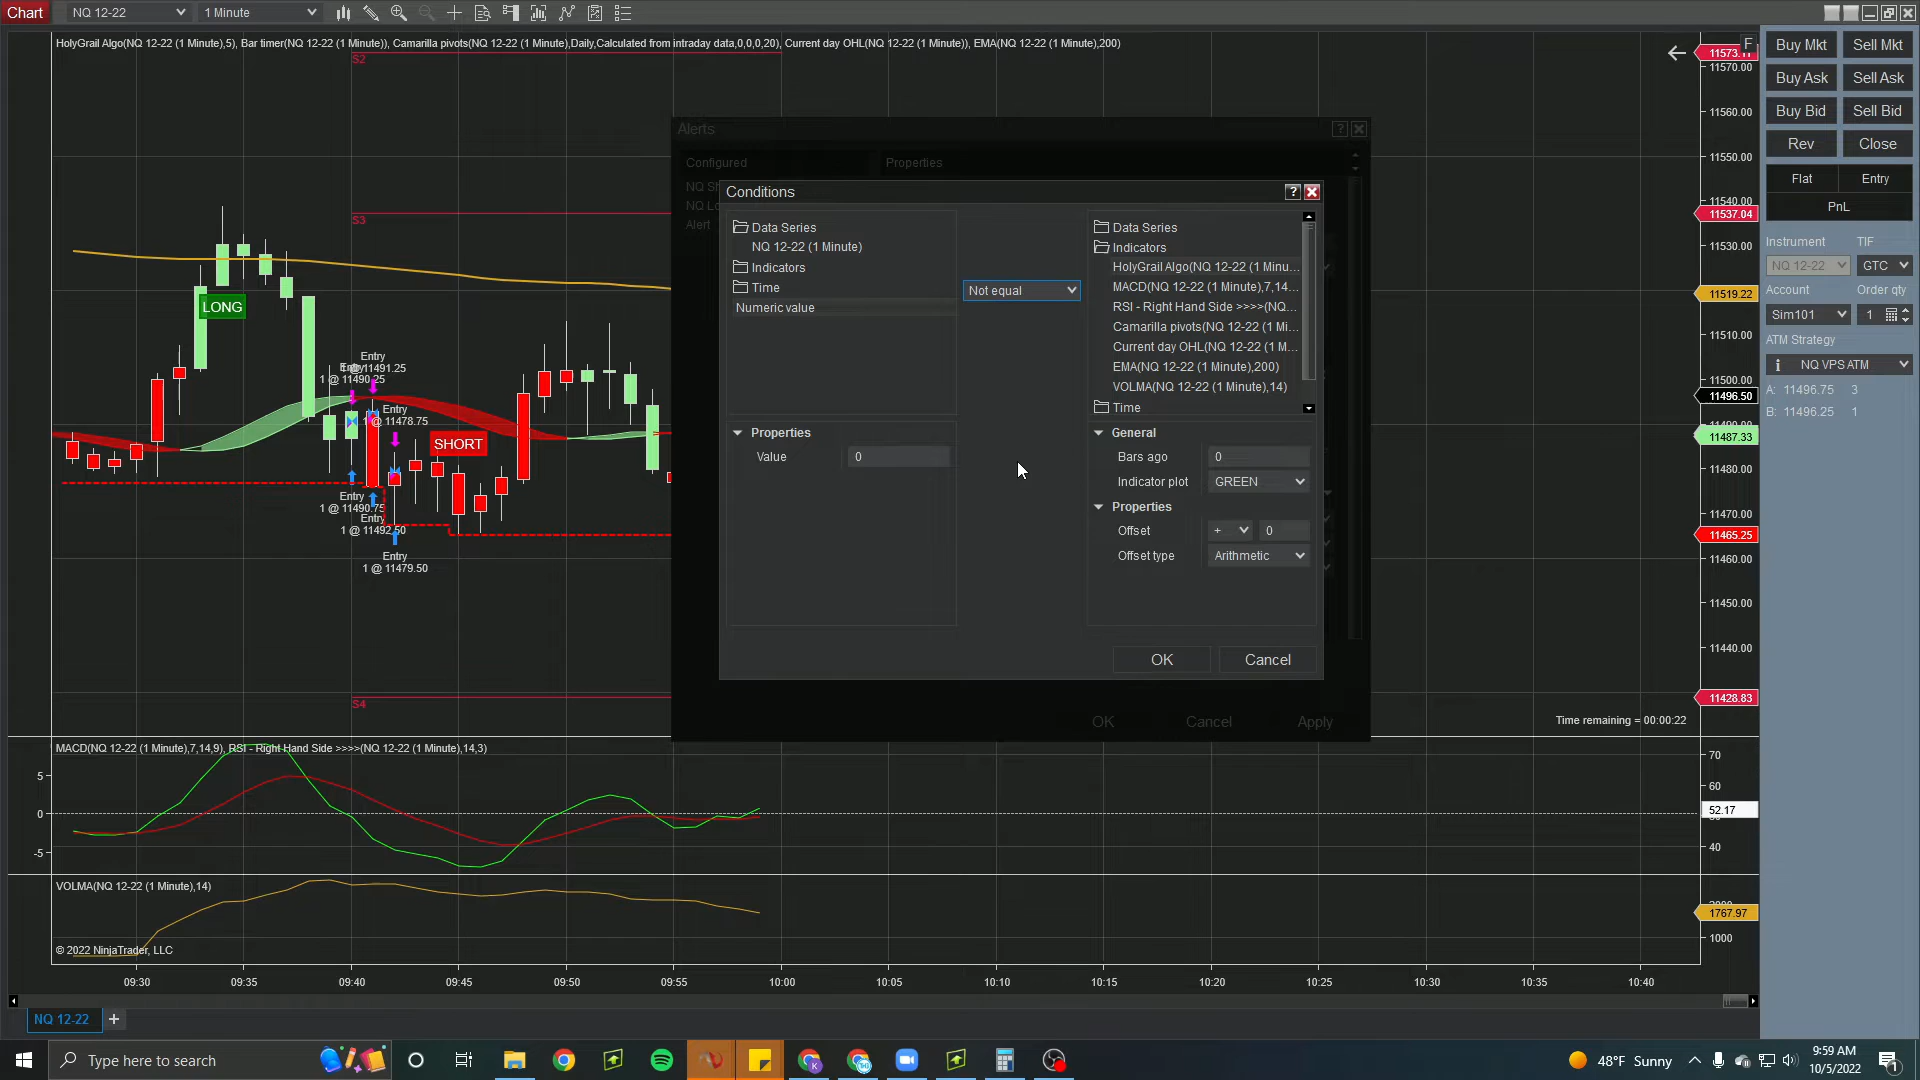 Chart
NQ 12-22
1 Minute
HolyGrail Algo(NQ 12-22 (1 Minute),5), Bar timer(NQ 12-22 (1 Minute)), Camarilla pivots(NQ 12-22 (1 Minute),Daily,Calculated from intraday data,0,0,0,20), Current day OHL(NQ 12-22 (1 Minute)), EMA(NQ 12-22 (1 Minute),200)
S2
S3
S4
LONG
SHORT
Entry
1 @ 11491.25
1 @ 11490.25
Entry
1 @ 11478.75
Entry
1 @ 11490.75
Entry
1 @ 11492.50
Entry
1 @ 11479.50
Alerts
Configured
Properties
Alert
OK
Cancel
Apply
Conditions
?
Data Series
NQ 12-22 (1 Minute)
Indicators
Time
Numeric value
Properties
Value
0
Not equal
Data Series
Indicators
HolyGrail Algo(NQ 12-22 (1 Minu...
MACD(NQ 12-22 (1 Minute),7,14...
RSI - Right Hand Side >>>>(NQ...
Camarilla pivots(NQ 12-22 (1 Mi...
Current day OHL(NQ 12-22 (1 M...
EMA(NQ 12-22 (1 Minute),200)
VOLMA(NQ 12-22 (1 Minute),14)
Time
General
Bars ago
0
Indicator plot
GREEN
Properties
Offset
+
0
Offset type
Arithmetic
OK
Cancel
F
11570.00
11560.00
11550.00
11540.00
11537.04
11530.00
11519.22
11510.00
11500.00
11496.50
11487.33
11480.00
11470.00
11465.25
11460.00
11450.00
11440.00
11428.83
Time remaining = 00:00:22
MACD(NQ 12-22 (1 Minute),7,14,9), RSI - Right Hand Side >>>>(NQ 12-22 (1 Minute),14,3)
5
0
-5
70
60
52.17
40
VOLMA(NQ 12-22 (1 Minute),14)
1767.97
1000
© 2022 NinjaTrader, LLC
09:30
09:35
09:40
09:45
09:50
09:55
10:00
10:05
10:10
10:15
10:20
10:25
10:30
10:35
10:40
NQ 12-22
+
Buy Mkt
Sell Mkt
Buy Ask
Sell Ask
Buy Bid
Sell Bid
Rev
Close
Flat
Entry
PnL
Instrument
TIF
NQ 12-22
GTC
Account
Order qty
Sim101
1
ATM Strategy
NQ VPS ATM
A: 11496.75 3
B: 11496.25 1
Type here to search
48°F Sunny
9:59 AM
10/5/2022
1